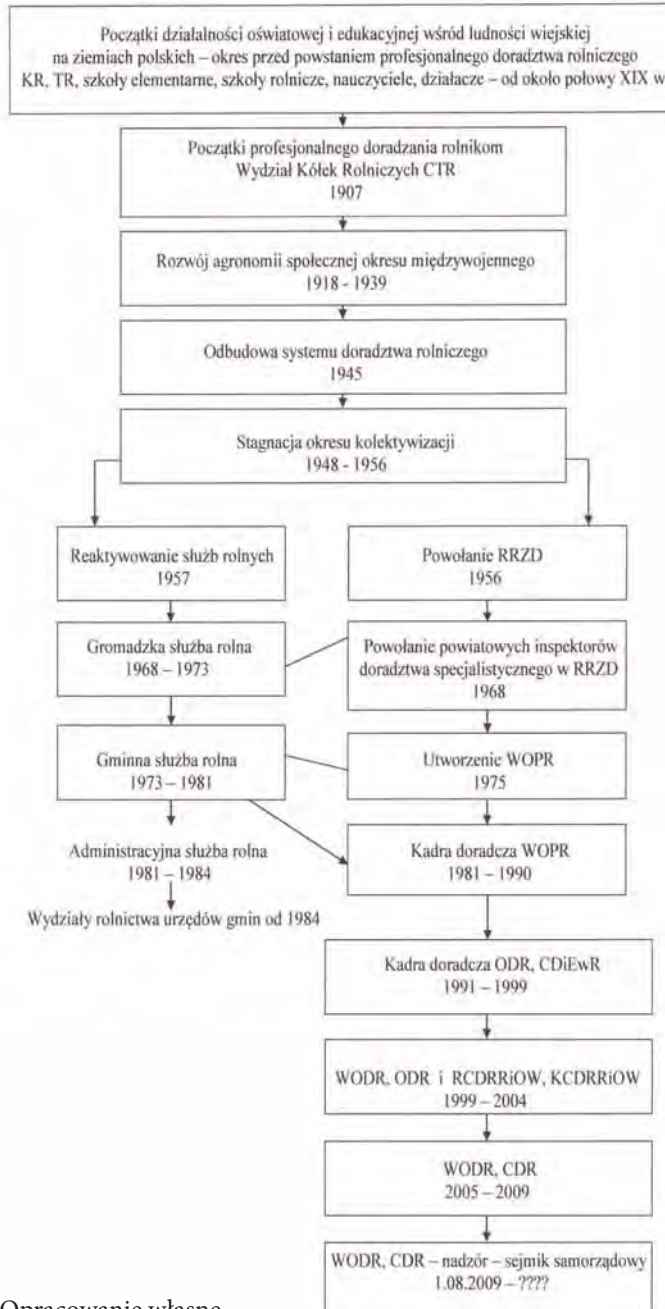 Początki działalności oświatowej i edukacyjnej wśród ludności wiejskiej
na ziemiach polskich – okres przed powstaniem profesjonalnego doradztwa rolniczego
KR, TR, szkoły elementarne, szkoły rolnicze, nauczyciele, działacze – od około połowy XIX w
Początki profesjonalnego doradzania rolnikom
Wydział Kółek Rolniczych CTR
1907
Rozwój agronomii społecznej okresu międzywojennego
1918 - 1939
Odbudowa systemu doradztwa rolniczego
1945
Stagnacja okresu kolektywizacji
1948 - 1956
Reaktywowanie służb rolnych
1957
Powołanie RRZD
1956
Gromadzka służba rolna
1968 – 1973
Powołanie powiatowych inspektorów
doradztwa specjalistycznego w RRZD
1968
Gminna służba rolna
1973 – 1981
Utworzenie WOPR
1975
Administracyjna służba rolna
1981 – 1984
Kadra doradcza WOPR
1981 – 1990
Wydziały rolnictwa urzędów gmin od 1984
Kadra doradcza ODR, CDiEwR
1991 – 1999
WODR, ODR i RCDRRiOW, KCDRRiOW
1999 – 2004
WODR, CDR
2005 – 2009
WODR, CDR – nadzór – sejmik samorządowy
1.08.2009 – ????
Opracowanie własne